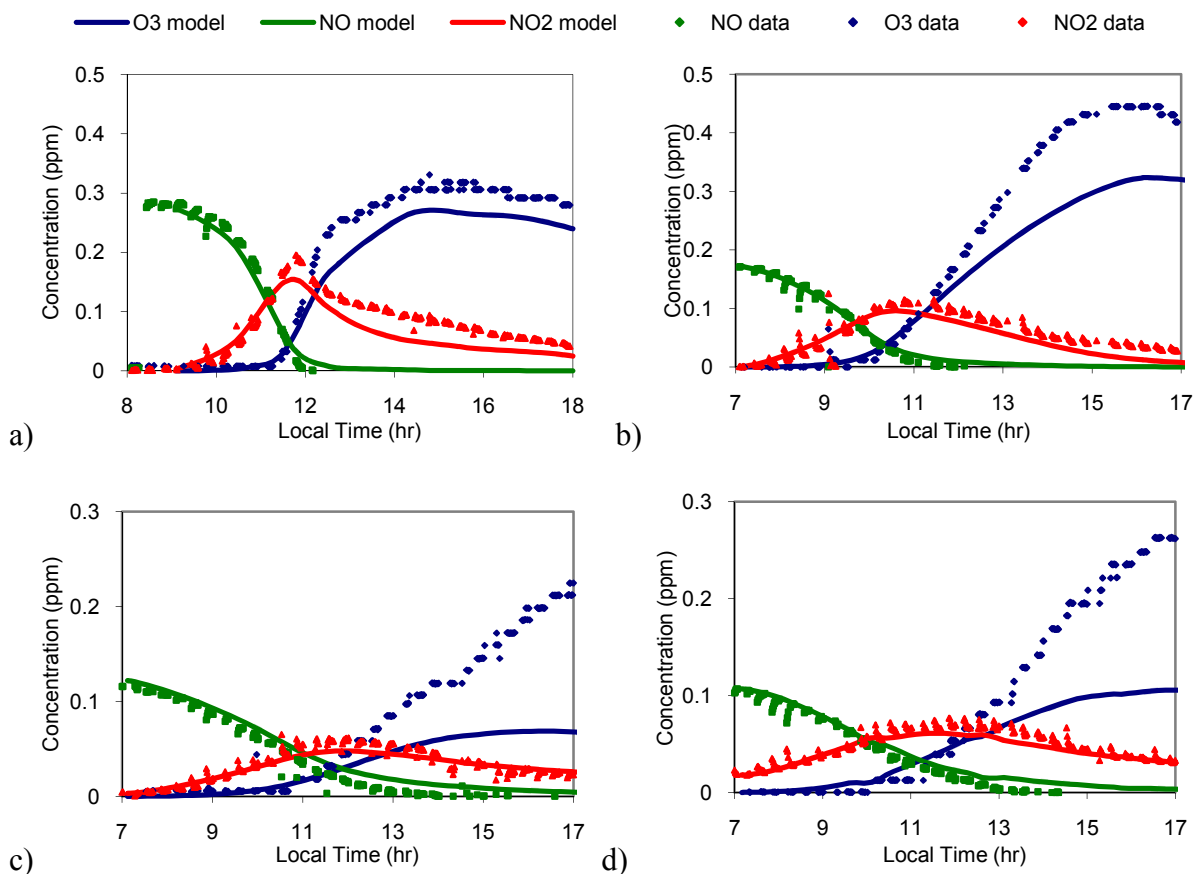 O3 model NO model NO2 model NO data O3 data NO2 data
0.5
0.4
0.3
0.2
0.1
0
Concentration (ppm)
8 10 12 14 16 18
Local Time (hr)
a)
0.5
0.4
0.3
0.2
0.1
0
Concentration (ppm)
7 9 11 13 15 17
Local Time (hr)
b)
0.3
0.2
0.1
0
Concentration (ppm)
7 9 11 13 15 17
Local Time (hr)
c)
0.3
0.2
0.1
0
Concentration (ppm)
7 9 11 13 15 17
Local Time (hr)
d)